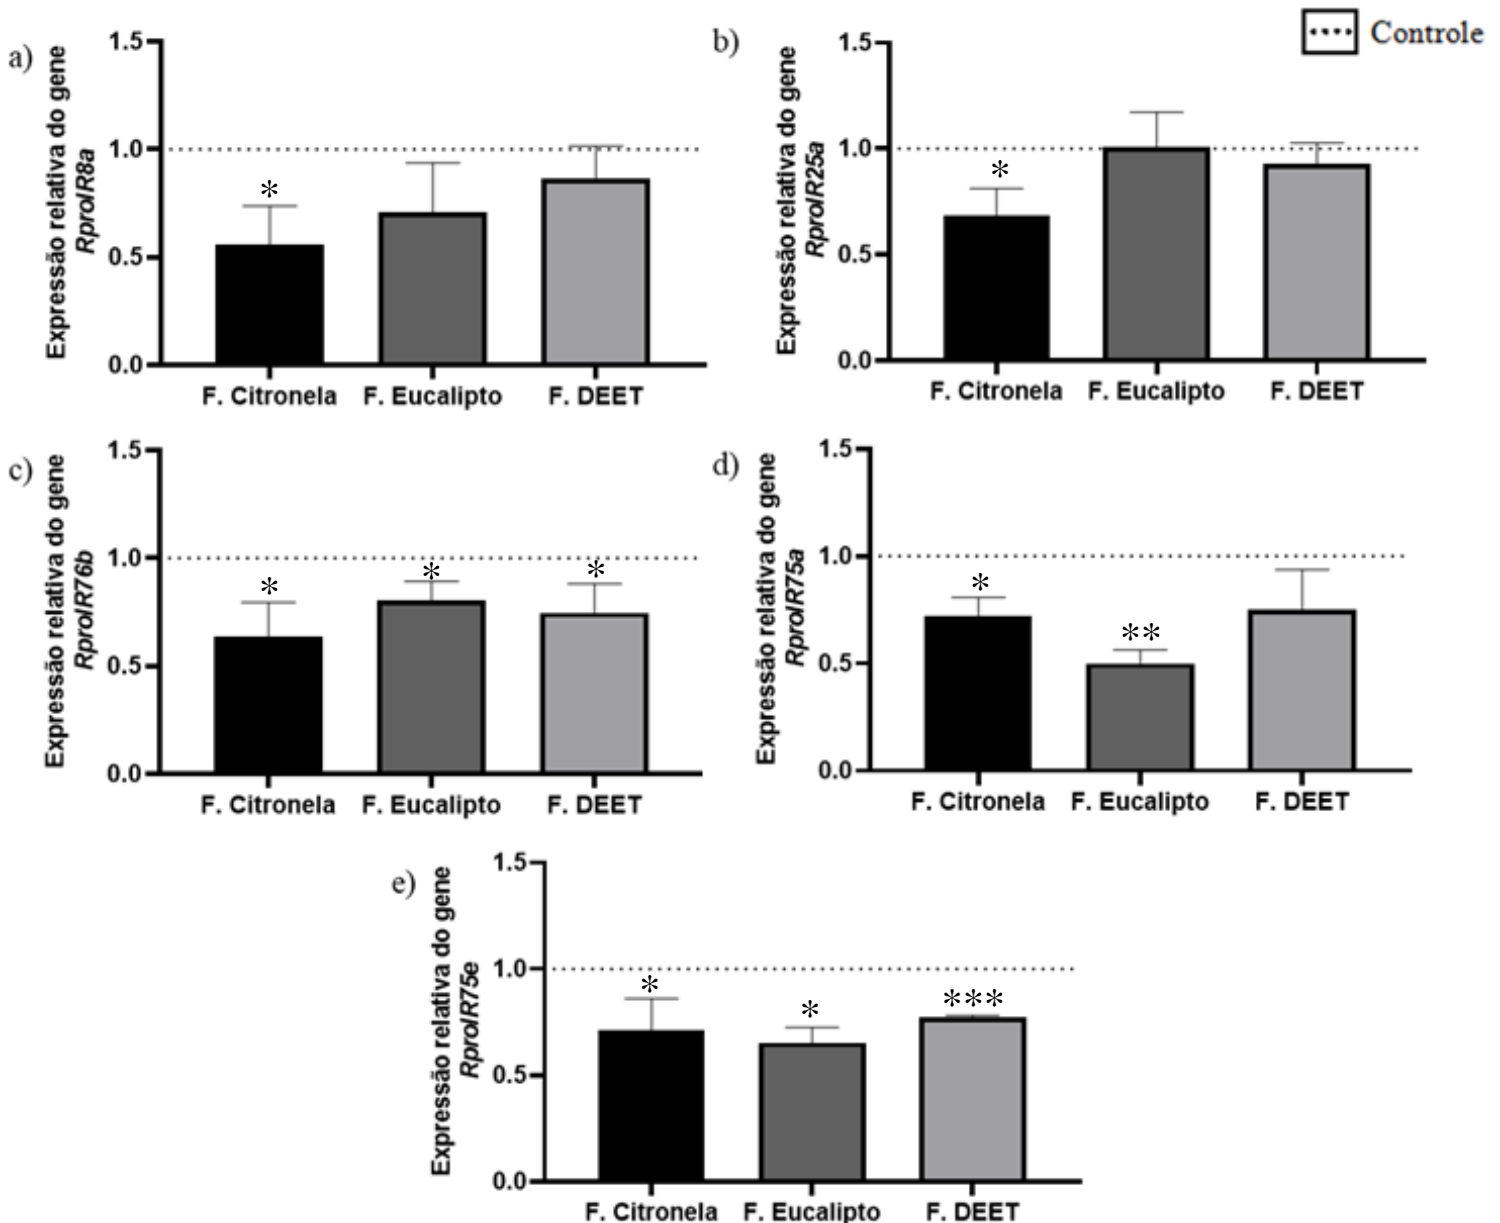 Controle
a)
Expressão relativa do gene
RproIR8a
1.5
1.0
0.5
0.0
*
F. Citronela F. Eucalipto F. DEET
b)
Expressão relativa do gene
RproIR25a
1.5
1.0
0.5
0.0
*
F. Citronela F. Eucalipto F. DEET
c)
Expressão relativa do gene
RproIR76b
1.5
1.0
0.5
0.0
* * *
F. Citronela F. Eucalipto F. DEET
d)
Expressão relativa do gene
RproIR75a
1.5
1.0
0.5
0.0
* **
F. Citronela F. Eucalipto F. DEET
e)
Expressão relativa do gene
RproIR75e
1.5
1.0
0.5
0.0
* * ***
F. Citronela F. Eucalipto F. DEET